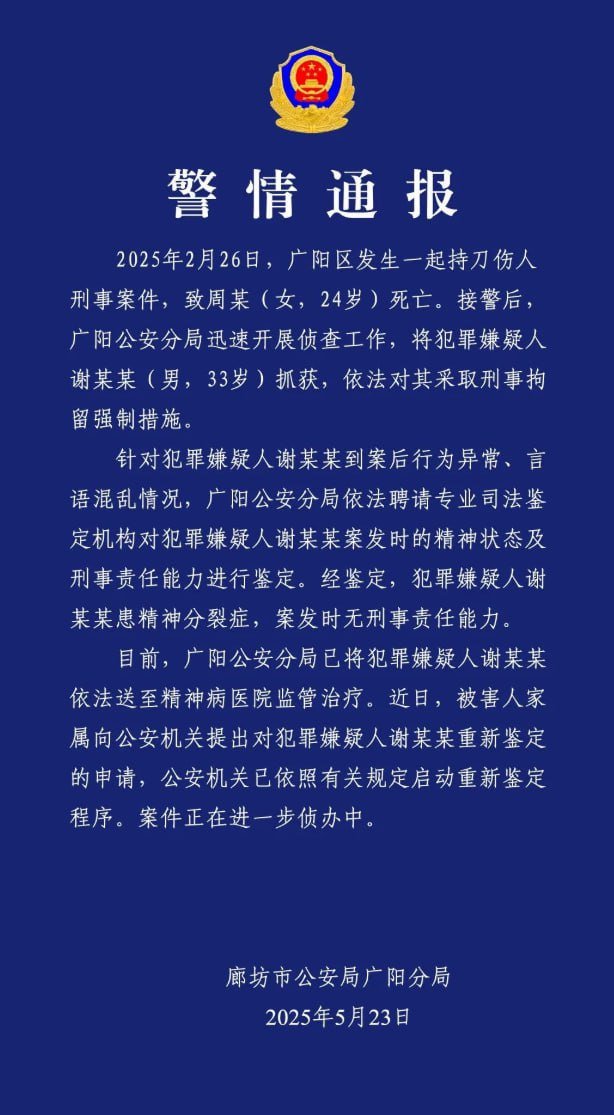 警情通报
2025年2月26日，广阳区发生一起持刀伤人
刑事案件，致周某（女，24岁）死亡。接警后，
广阳公安分局迅速开展侦查工作，将犯罪嫌疑人
谢某某（男，33岁）抓获，依法对其采取刑事拘
留强制措施。
针对犯罪嫌疑人谢某某到案后行为异常、言
语混乱情况，广阳公安分局依法聘请专业司法鉴
定机构对犯罪嫌疑人谢某某案发时的精神状态及
刑事责任能力进行鉴定。经鉴定，犯罪嫌疑人谢
某某患精神分裂症，案发时无刑事责任能力。
目前，广阳公安分局已将犯罪嫌疑人谢某某
依法送至精神病医院监管治疗。近日，被害人家
属向公安机关提出对犯罪嫌疑人谢某某重新鉴定
的申请，公安机关已依照有关规定启动重新鉴定
程序。案件正在进一步侦办中。
廊坊市公安局广阳分局
2025年5月23日